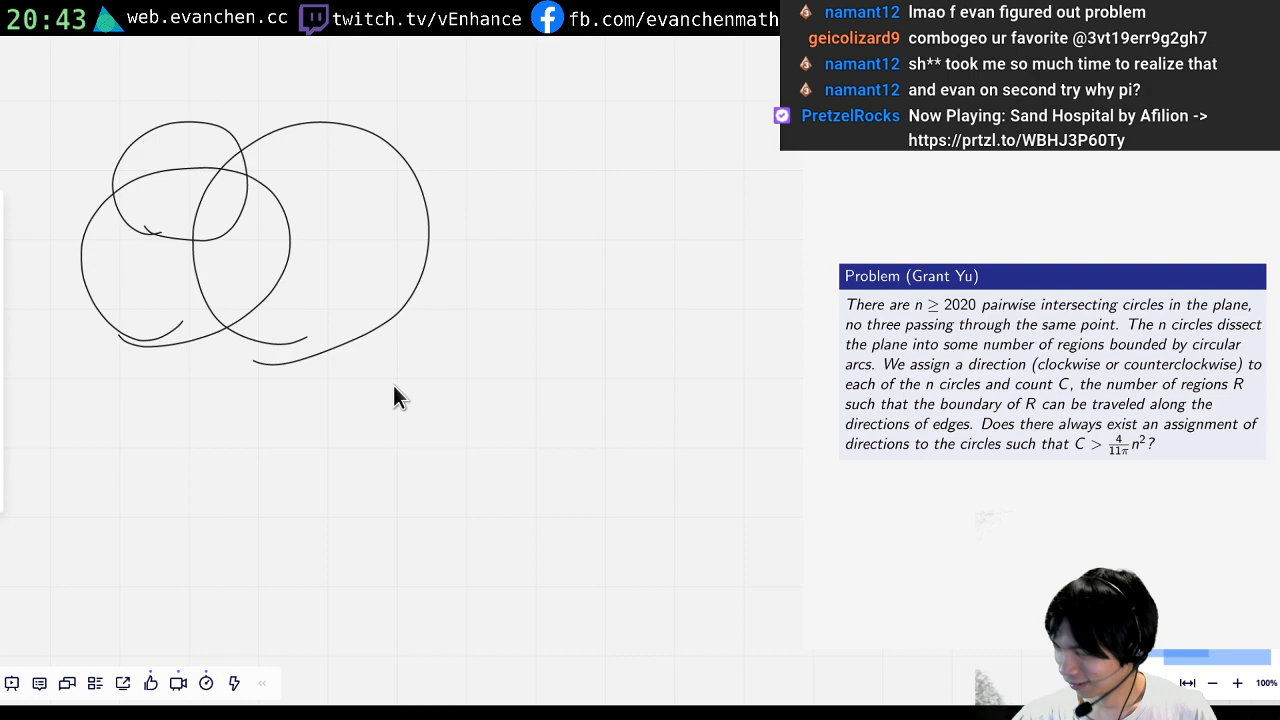 20:43 web.evanchen.cc twitch.tv/vEnhance fb.com/evanchenmath
namant12 lmao f evan figured out problem
geicolizard9 combogeo ur favorite @3vt19err9g2gh7
namant12 sh** took me so much time to realize that
namant12 and evan on second try why pi?
PretzelRocks Now Playing: Sand Hospital by Afilion ->
https://prtzl.to/WBHJ3P60Ty
Problem (Grant Yu)
There are n ≥ 2020 pairwise intersecting circles in the plane,
no three passing through the same point. The n circles dissect
the plane into some number of regions bounded by circular
arcs. We assign a direction (clockwise or counterclockwise) to
each of the n circles and count C, the number of regions R
such that the boundary of R can be traveled along the
directions of edges. Does there always exist an assignment of
directions to the circles such that C > 4/11π n²?
100%